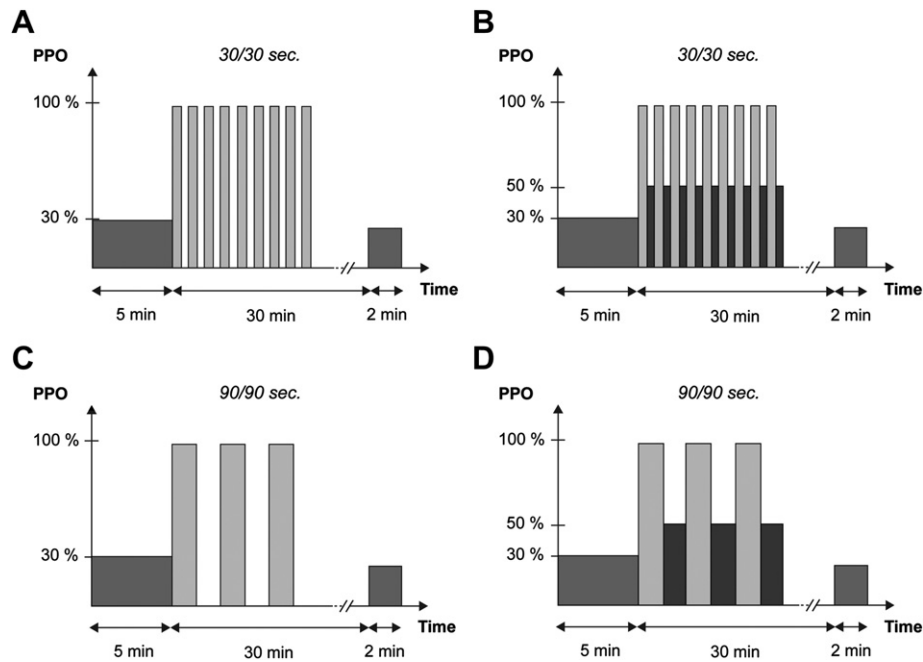 A
PPO
30/30 sec.
100 %
30 %
Time
5 min
30 min
2 min
B
PPO
30/30 sec.
100 %
50 %
30 %
Time
5 min
30 min
2 min
C
PPO
90/90 sec.
100 %
30 %
Time
5 min
30 min
2 min
D
PPO
90/90 sec.
100 %
50 %
30 %
Time
5 min
30 min
2 min